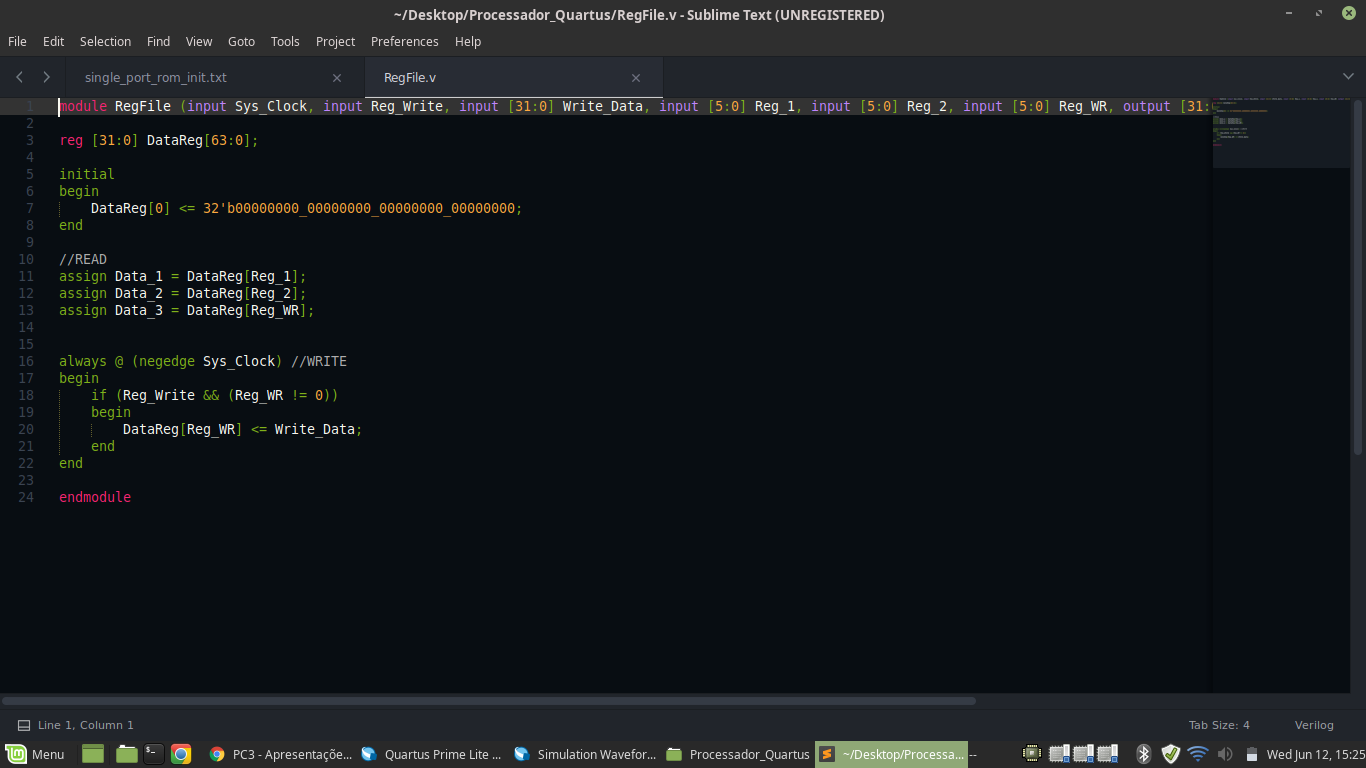 ~/Desktop/Processador_Quartus/RegFile.v - Sublime Text (UNREGISTERED)
File Edit Selection Find View Goto Tools Project Preferences Help
single_port_rom_init.txt RegFile.v
1 module RegFile (input Sys_Clock, input Reg_Write, input [31:0] Write_Data, input [5:0] Reg_1, input [5:0] Reg_2, input [5:0] Reg_WR, output [31:
2
3 reg [31:0] DataReg[63:0];
4
5 initial
6 begin
7 DataReg[0] <= 32'b00000000_00000000_00000000_00000000;
8 end
9
10 //READ
11 assign Data_1 = DataReg[Reg_1];
12 assign Data_2 = DataReg[Reg_2];
13 assign Data_3 = DataReg[Reg_WR];
14
15
16 always @ (negedge Sys_Clock) //WRITE
17 begin
18 if (Reg_Write && (Reg_WR != 0))
19 begin
20 DataReg[Reg_WR] <= Write_Data;
21 end
22 end
23
24 endmodule
Line 1, Column 1 Tab Size: 4 Verilog
Menu PC3 - Apresentaçõe... Quartus Prime Lite ... Simulation Wavefor... Processador_Quartus ~/Desktop/Processa... -- Wed Jun 12, 15:25